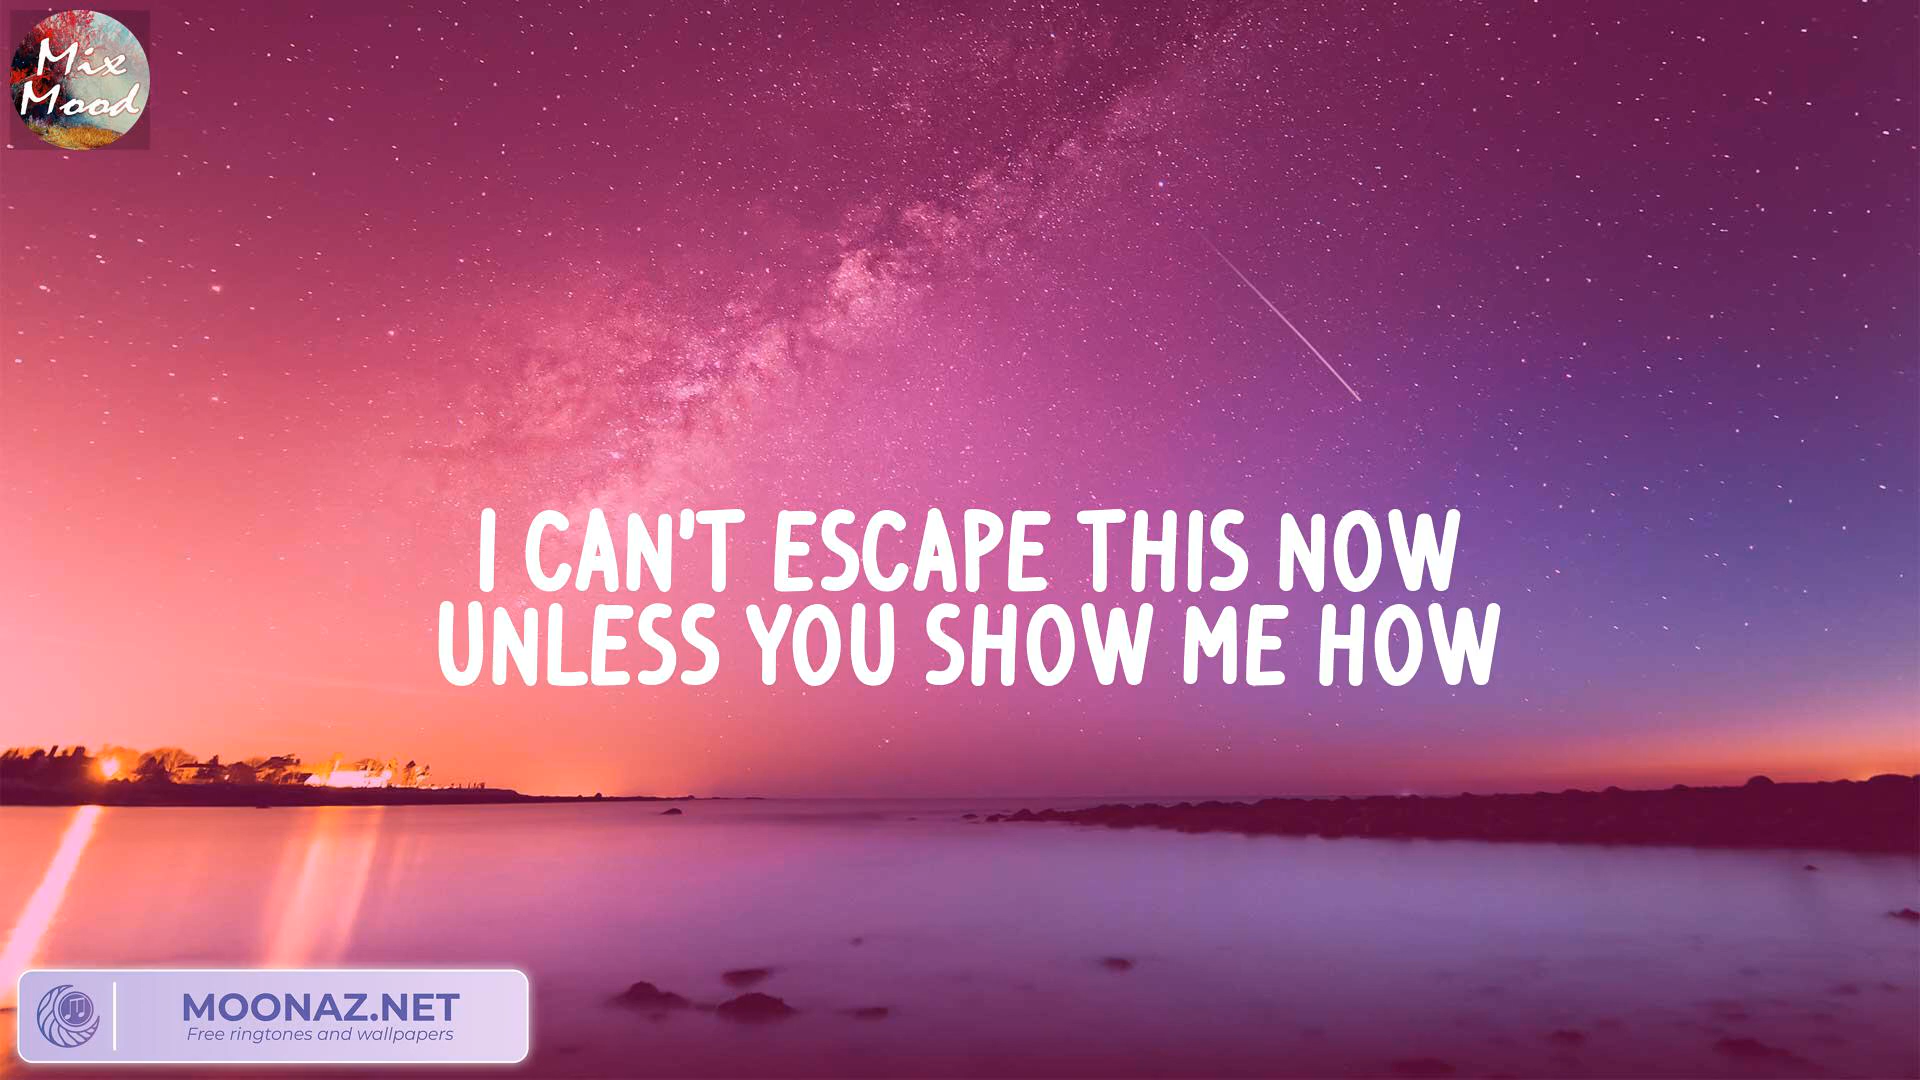 Mix
Mood
I CAN'T ESCAPE THIS NOW
UNLESS YOU SHOW ME HOW
MOONAZ.NET
Free ringtones and wallpapers